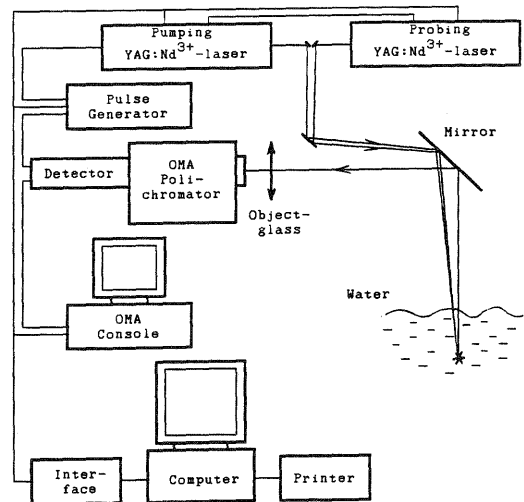 Pumping
YAG:Nd3+-laser
Probing
YAG:Nd3+-laser
Pulse
Generator
Mirror
Detector
OMA
Poli-
chromator
Object-
glass
Water
OMA
Console
Inter-
face
Computer
Printer